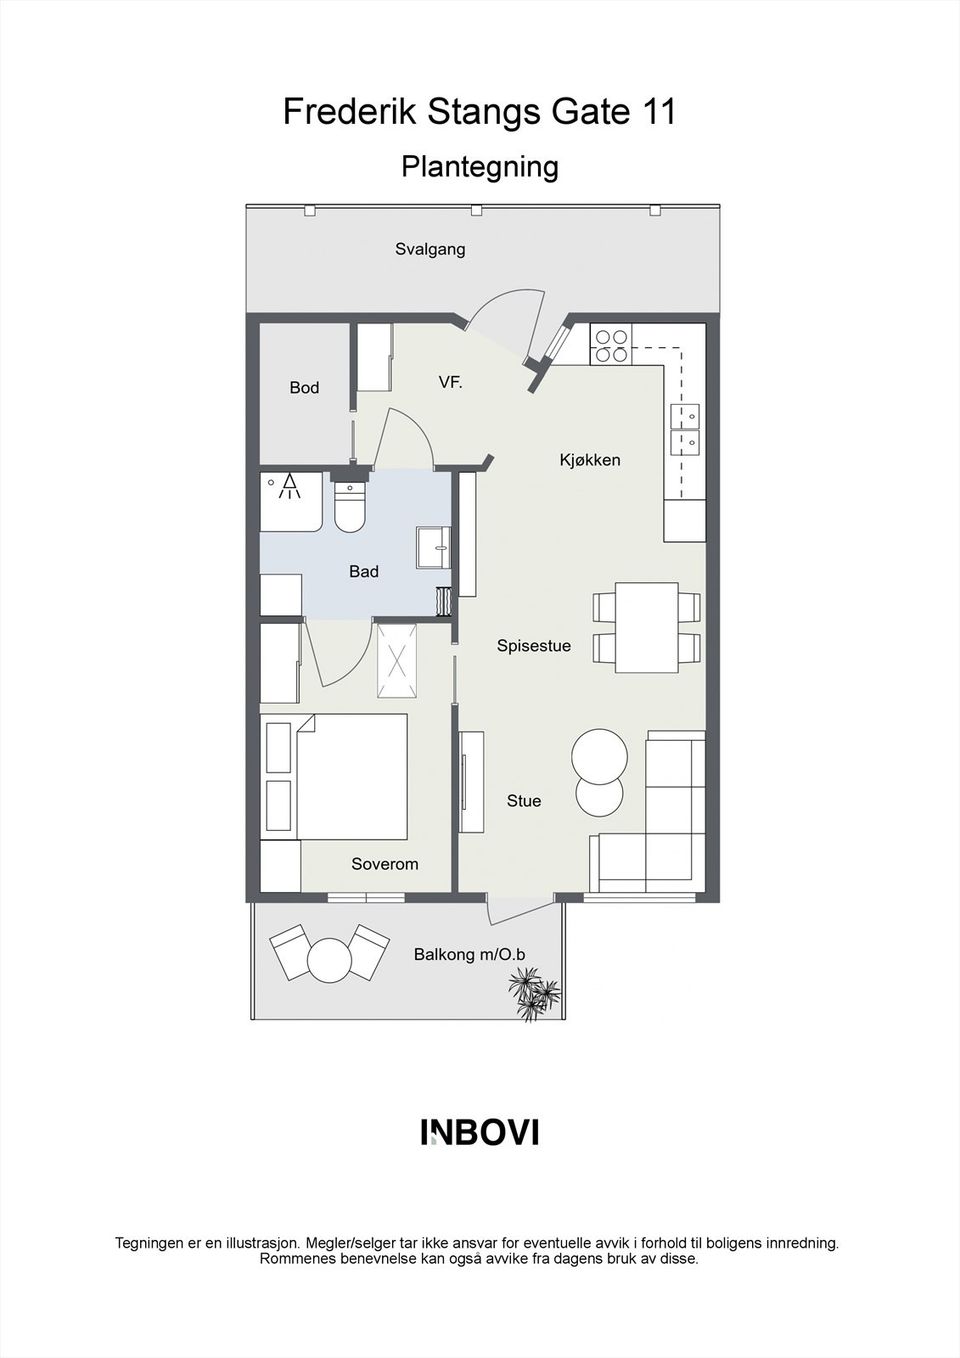 Frederik Stangs Gate 11
Plantegning
Svalgang
Bod
VF.
Kjøkken
Bad
Spisestue
Stue
Soverom
Balkong m/O.b
INBOVI
Tegningen er en illustrasjon. Megler/selger tar ikke ansvar for eventuelle avvik i forhold til boligens innredning.
Rommenes benevnelse kan også avvike fra dagens bruk av disse.